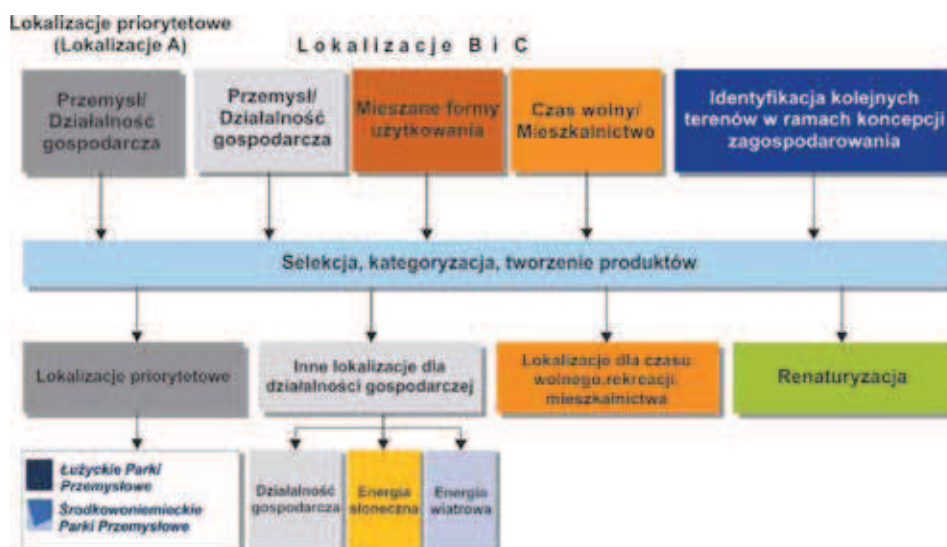 Lokalizacje priorytetowe
(Lokalizacje A)
Lokalizacje B i C
Przemysł/
Działalność
gospodarcza
Przemysł/
Działalność
gospodarcza
Mieszane formy
użytkowania
Czas wolny/
Mieszkalnictwo
Identyfikacja kolejnych
terenów w ramach koncepcji
zagospodarowania
Selekcja, kategoryzacja, tworzenie produktów
Lokalizacje priorytetowe
Inne lokalizacje dla
działalności gospodarczej
Lokalizacje dla czasu
wolnego,rekreacji,
mieszkalnictwa
Renaturyzacja
Łużyckie Parki
Przemysłowe
Środkowoniemieckie
Parki Przemysłowe
Działalność
gospodarcza
Energia
słoneczna
Energia
wiatrowa